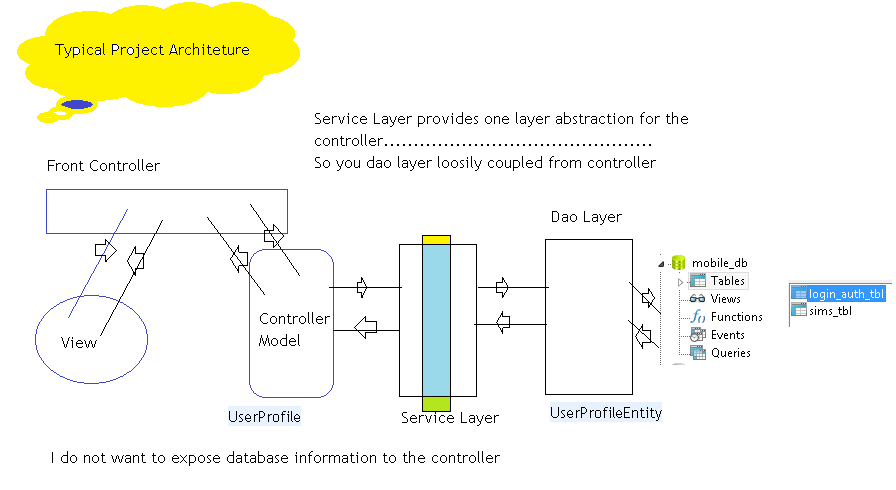 Typical Project Architeture
Service Layer provides one layer abstraction for the
controller.............................................
So you dao layer loosily coupled from controller
Front Controller
Dao Layer
mobile_db
Tables
Views
Functions
Events
Queries
login_auth_tbl
sims_tbl
View
Controller
Model
UserProfile
Service Layer
UserProfileEntity
I do not want to expose database information to the controller